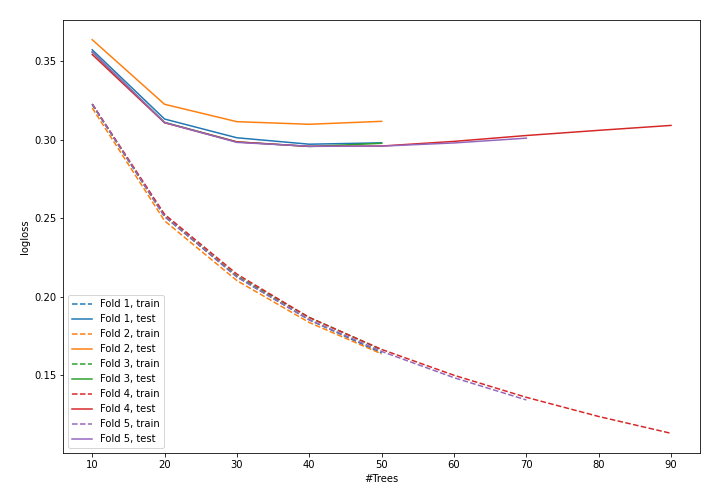 0.35
0.30
0.25
0.20
0.15
logloss
Fold 1, train
Fold 1, test
Fold 2, train
Fold 2, test
Fold 3, train
Fold 3, test
Fold 4, train
Fold 4, test
Fold 5, train
Fold 5, test
10 20 30 40 50 60 70 80 90
#Trees